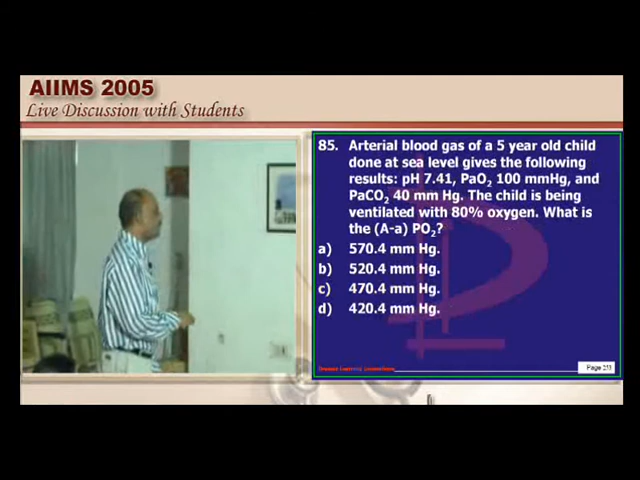 AIIMS 2005
Live Discussion with Students
85. Arterial blood gas of a 5 year old child
done at sea level gives the following
results: pH 7.41, PaO2 100 mmHg, and
PaCO2 40 mm Hg. The child is being
ventilated with 80% oxygen. What is
the (A-a) PO2?
a) 570.4 mm Hg.
b) 520.4 mm Hg.
c) 470.4 mm Hg.
d) 420.4 mm Hg.
Page